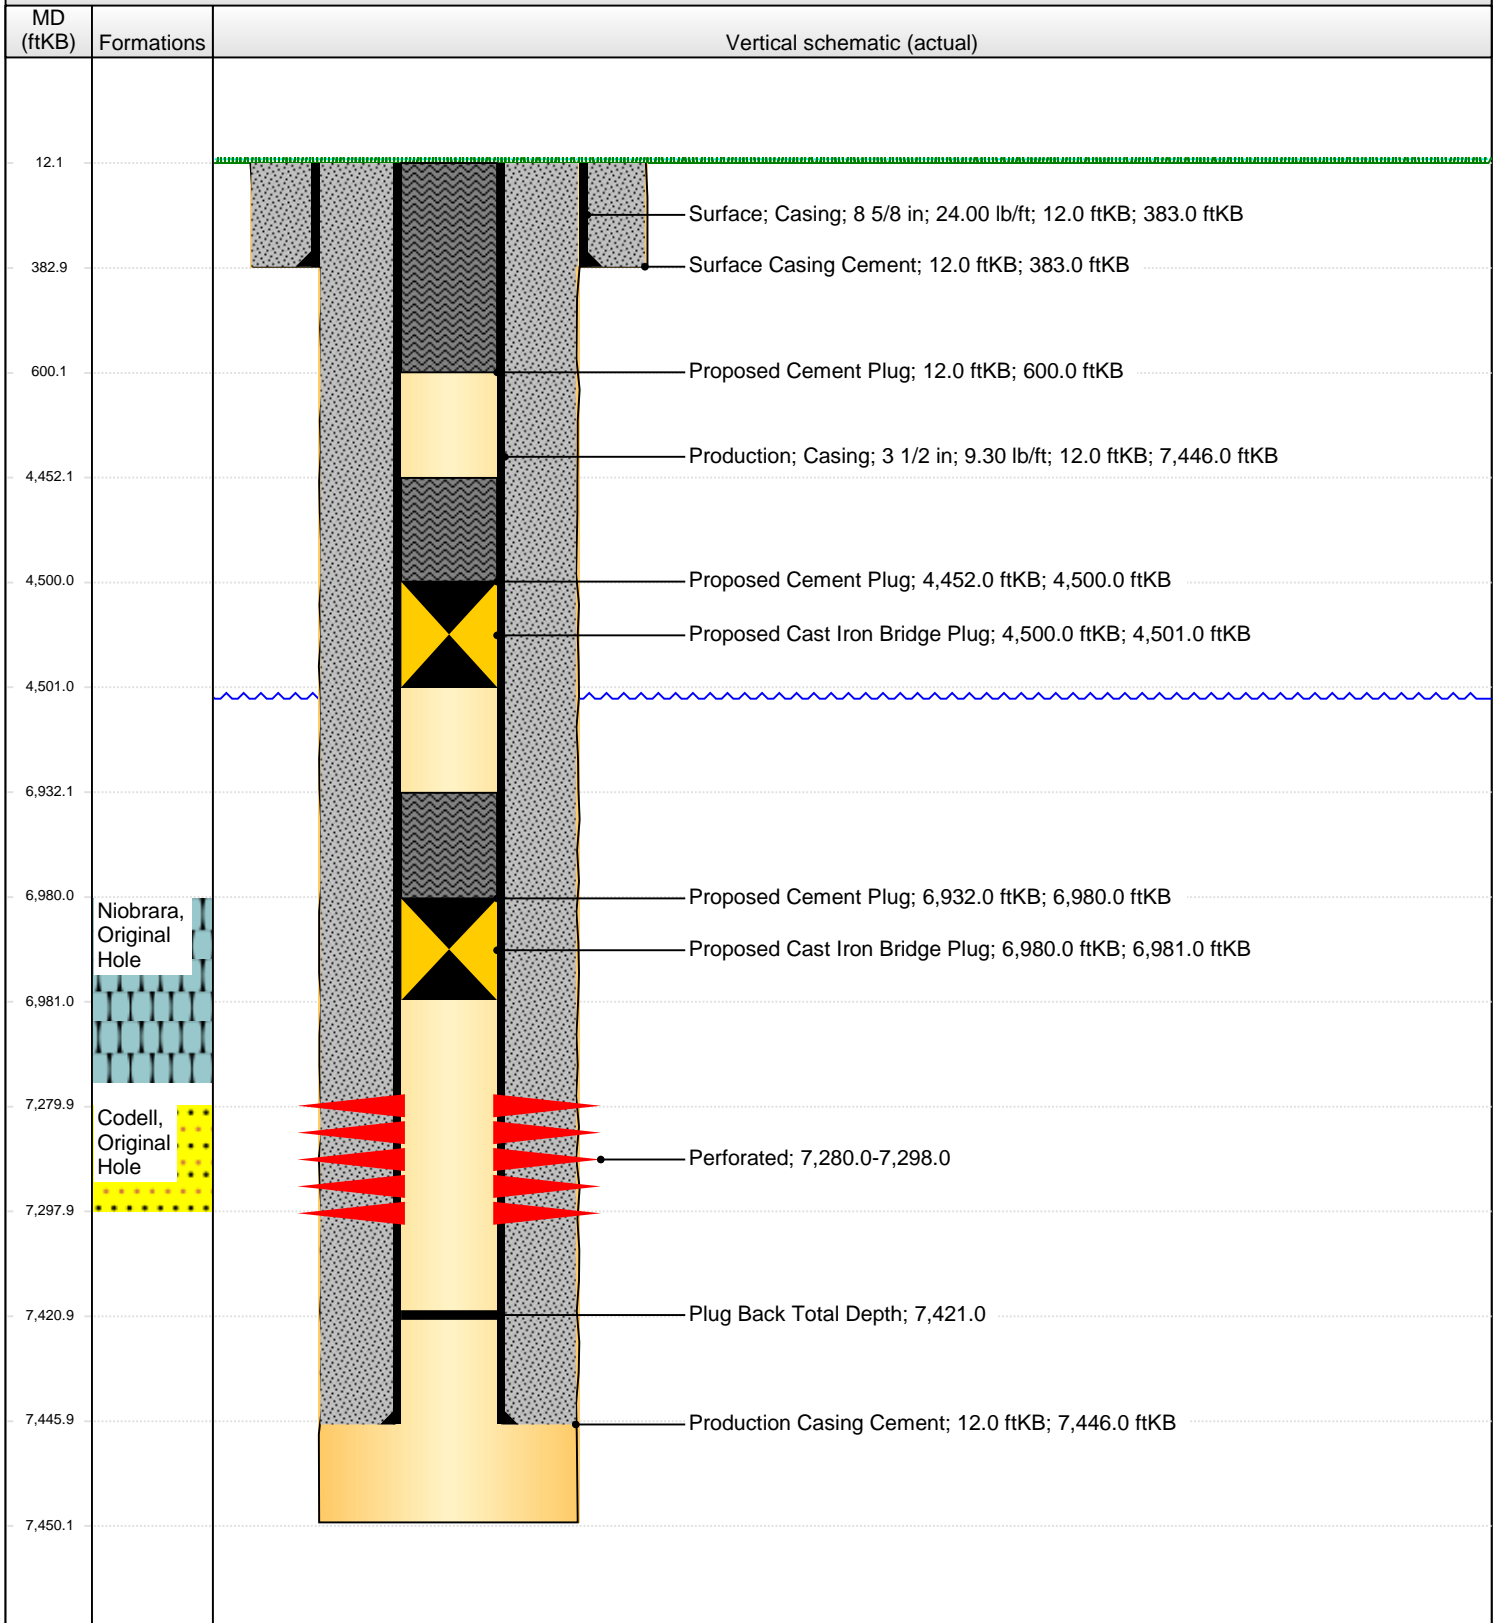 MD
(ftKB)
Formations
Vertical schematic (actual)
12.1
Surface; Casing; 8 5/8 in; 24.00 lb/ft; 12.0 ftKB; 383.0 ftKB
382.9
Surface Casing Cement; 12.0 ftKB; 383.0 ftKB
600.1
Proposed Cement Plug; 12.0 ftKB; 600.0 ftKB
Production; Casing; 3 1/2 in; 9.30 lb/ft; 12.0 ftKB; 7,446.0 ftKB
4,452.1
4,500.0
Proposed Cement Plug; 4,452.0 ftKB; 4,500.0 ftKB
Proposed Cast Iron Bridge Plug; 4,500.0 ftKB; 4,501.0 ftKB
4,501.0
6,932.1
6,980.0
Proposed Cement Plug; 6,932.0 ftKB; 6,980.0 ftKB
Niobrara,
Original
Hole
Proposed Cast Iron Bridge Plug; 6,980.0 ftKB; 6,981.0 ftKB
6,981.0
7,279.9
Codell,
Original
Hole
Perforated; 7,280.0-7,298.0
7,297.9
7,420.9
Plug Back Total Depth; 7,421.0
7,445.9
Production Casing Cement; 12.0 ftKB; 7,446.0 ftKB
7,450.1